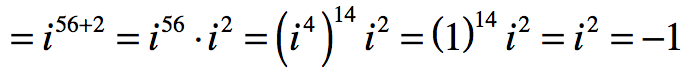 = i^{56+2} = i^{56} · i^2 = (i^4)^{14} i^2 = (1)^{14} i^2 = i^2 = −1